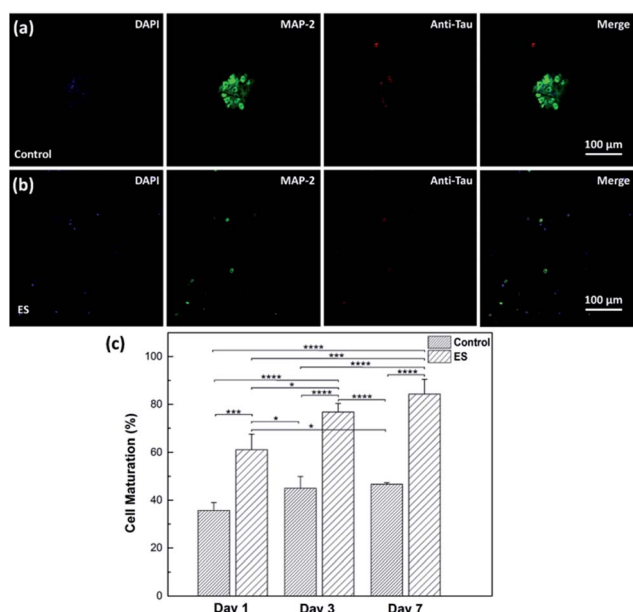 (a) DAPI MAP-2 Anti-Tau Merge
Control 100 μm
(b) DAPI MAP-2 Anti-Tau Merge
ES 100 μm
(c)
Control
ES
****
***
****
**** ****
*
**** ****
*** *
*
Cell Maturation (%)
100
80
60
40
20
0
Day 1 Day 3 Day 7